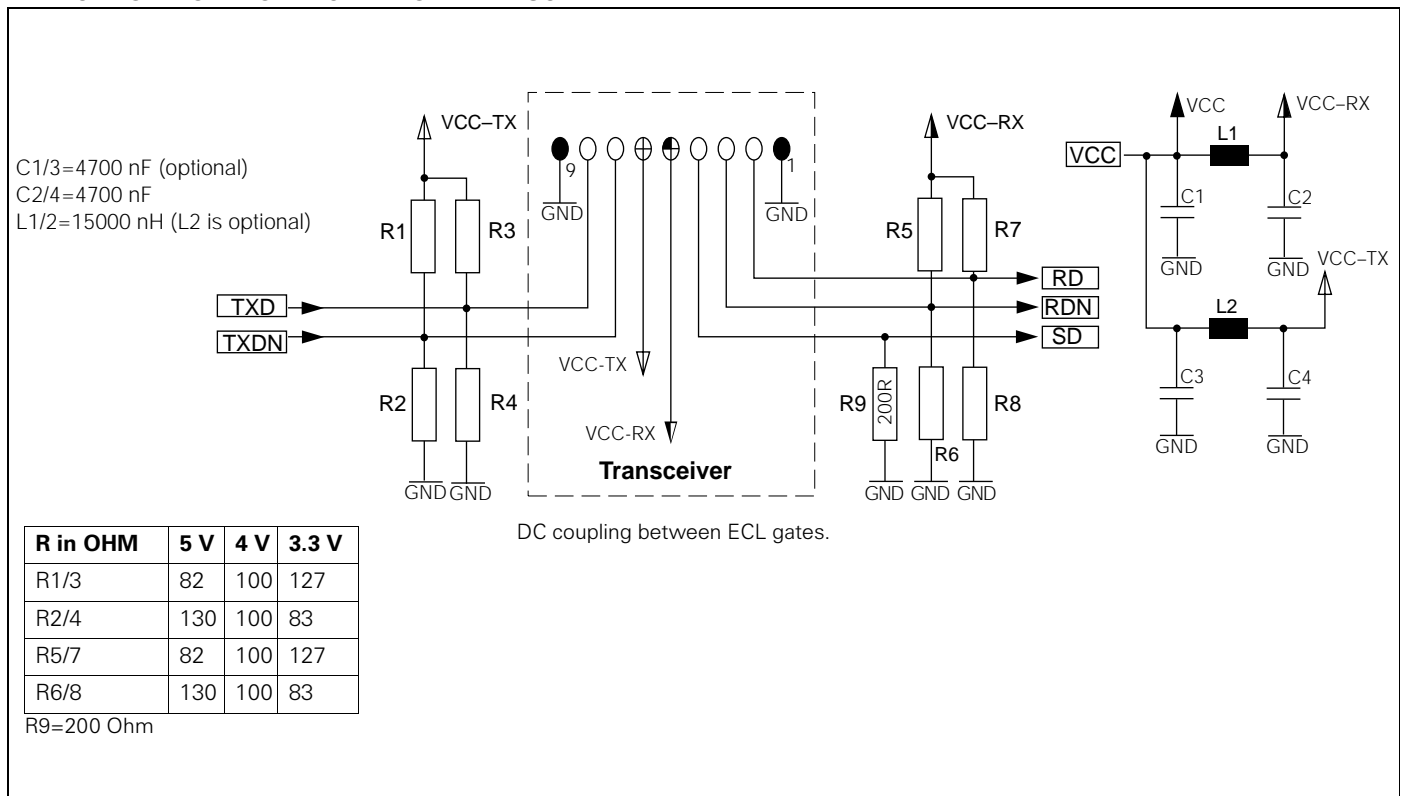 C1/3=4700 nF (optional)
C2/4=4700 nF
L1/2=15000 nH (L2 is optional)
VCC–TX
R1
R3
TXD
TXDN
R2
R4
GND
GND
9
1
GND
GND
VCC-TX
VCC-RX
Transceiver
DC coupling between ECL gates.
VCC–RX
R5
R7
RD
RDN
SD
R9
200R
R6
R8
GND
GND
GND
VCC
VCC
L1
VCC–RX
C1
C2
GND
GND
VCC–TX
L2
C3
C4
GND
GND
R in OHM 5 V 4 V 3.3 V
R1/3 82 100 127
R2/4 130 100 83
R5/7 82 100 127
R6/8 130 100 83
R9=200 Ohm